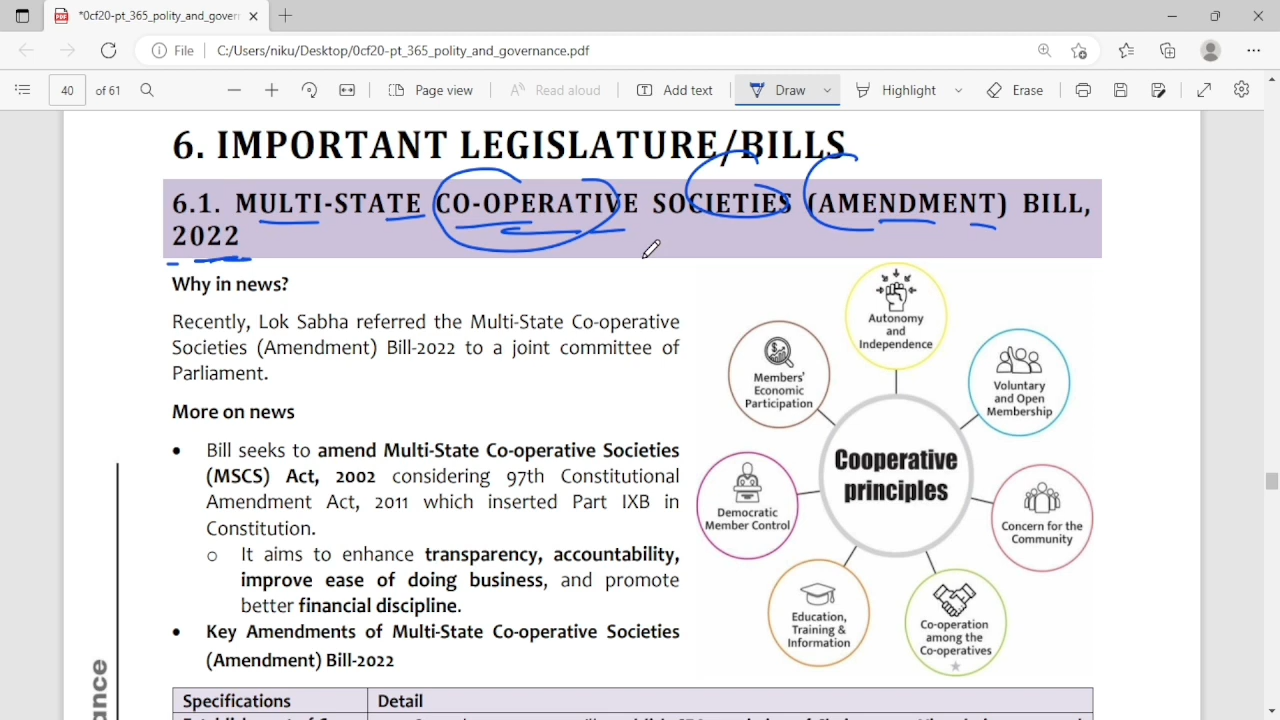 *0cf20-pt_365_polity_and_gover
File
C:/Users/niku/Desktop/0cf20-pt_365_polity_and_governance.pdf
40 of 61
Page view
Read aloud
Add text
Draw
Highlight
Erase
6. IMPORTANT LEGISLATURE/BILLS
6.1. MULTI-STATE CO-OPERATIVE SOCIETIES (AMENDMENT) BILL,
2022
Why in news?
Recently, Lok Sabha referred the Multi-State Co-operative
Societies (Amendment) Bill-2022 to a joint committee of
Parliament.
More on news
• Bill seeks to amend Multi-State Co-operative Societies
(MSCS) Act, 2002 considering 97th Constitutional
Amendment Act, 2011 which inserted Part IXB in
Constitution.
o It aims to enhance transparency, accountability,
improve ease of doing business, and promote
better financial discipline.
• Key Amendments of Multi-State Co-operative Societies
(Amendment) Bill-2022
Autonomy
and
Independence
Members'
Economic
Participation
Voluntary
and Open
Membership
Cooperative
principles
Democratic
Member Control
Concern for the
Community
Education,
Training &
Information
Co-operation
among the
Co-operatives
Specifications
Detail